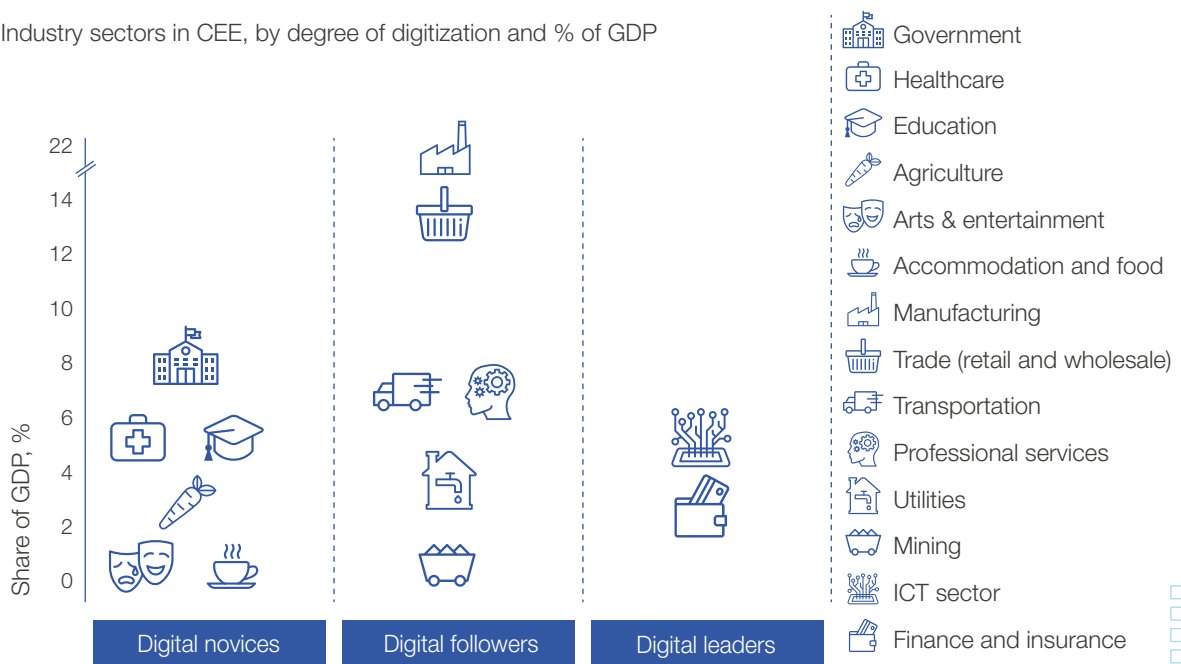 Industry sectors in CEE, by degree of digitization and % of GDP
Share of GDP, %
22
14
12
10
8
6
4
2
0
Digital novices
Digital followers
Digital leaders
Government
Healthcare
Education
Agriculture
Arts & entertainment
Accommodation and food
Manufacturing
Trade (retail and wholesale)
Transportation
Professional services
Utilities
Mining
ICT sector
Finance and insurance